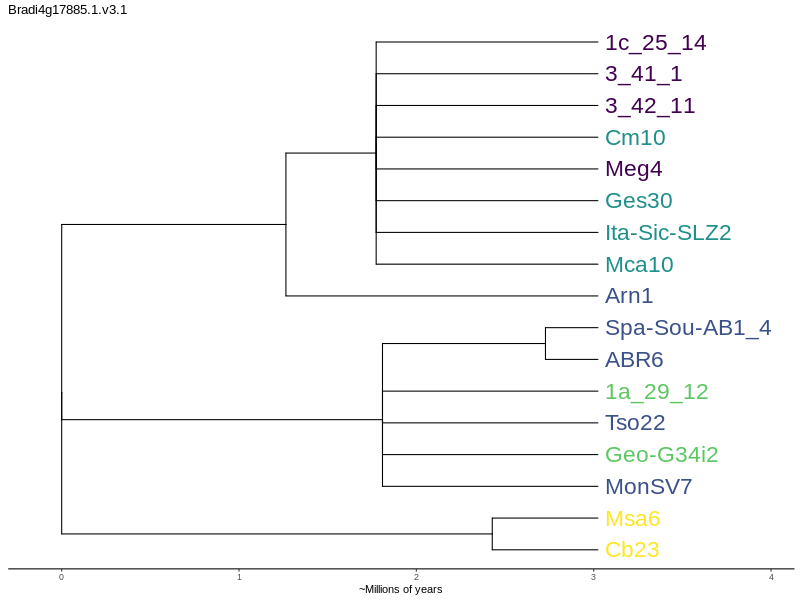 Bradi4g17885.1.v3.1
1c_25_14
3_41_1
3_42_11
Cm10
Meg4
Ges30
Ita-Sic-SLZ2
Mca10
Arn1
Spa-Sou-AB1_4
ABR6
1a_29_12
Tso22
Geo-G34i2
MonSV7
Msa6
Cb23
0 1 2 3 4
~Millions of years